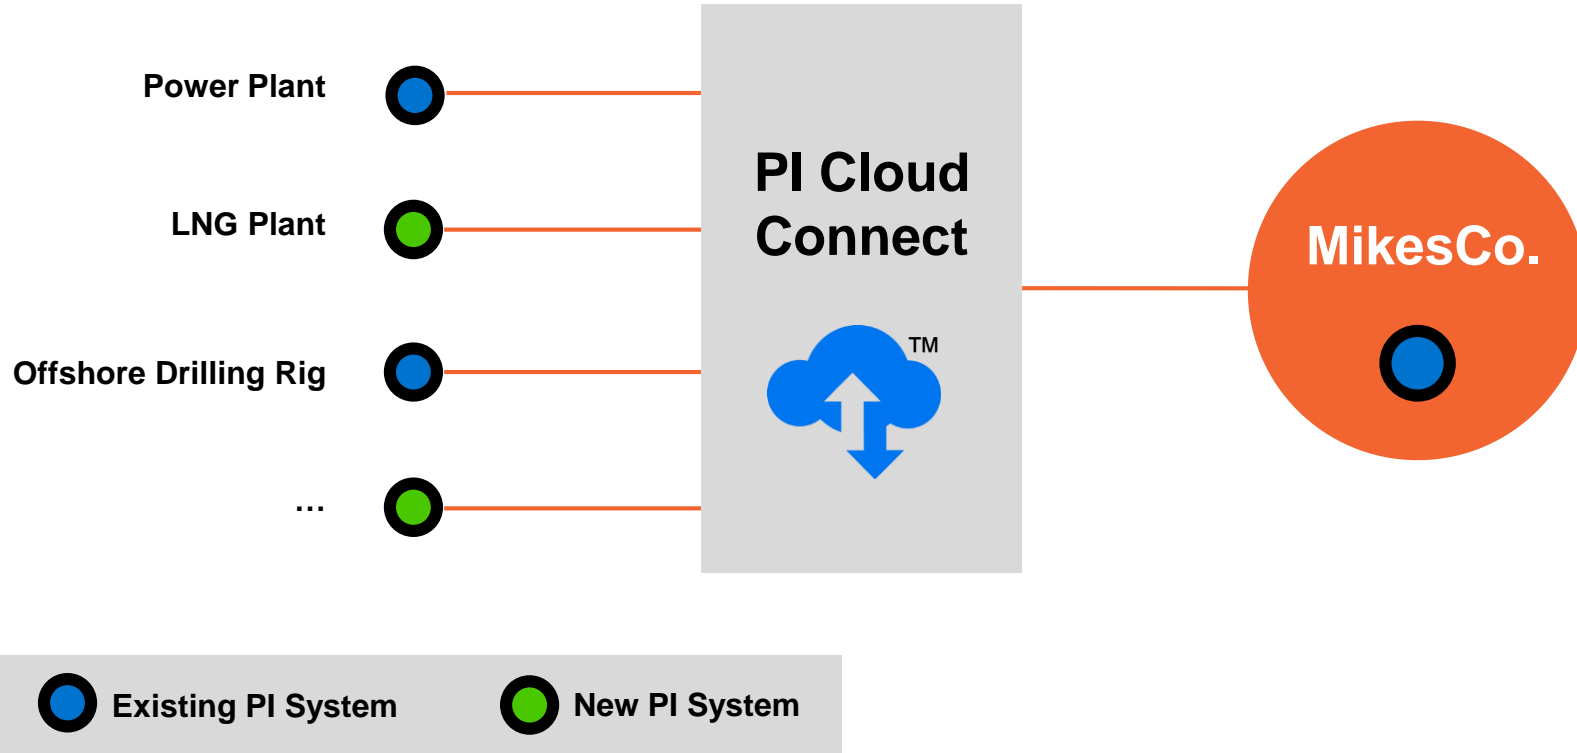 Power Plant
LNG Plant
Offshore Drilling Rig
...
PI Cloud
Connect
TM
MikesCo.
Existing PI System
New PI System